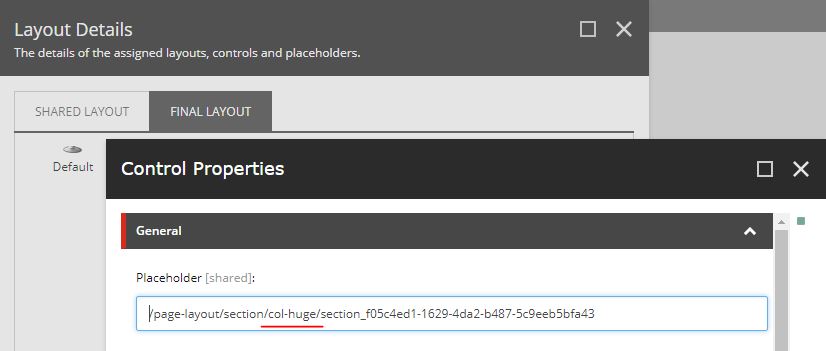 Layout Details
The details of the assigned layouts, controls and placeholders.
SHARED LAYOUT
FINAL LAYOUT
Default
Control Properties
General
Placeholder [shared]:
/page-layout/section/col-huge/section_f05c4ed1-1629-4da2-b487-5c9eeb5bfa43